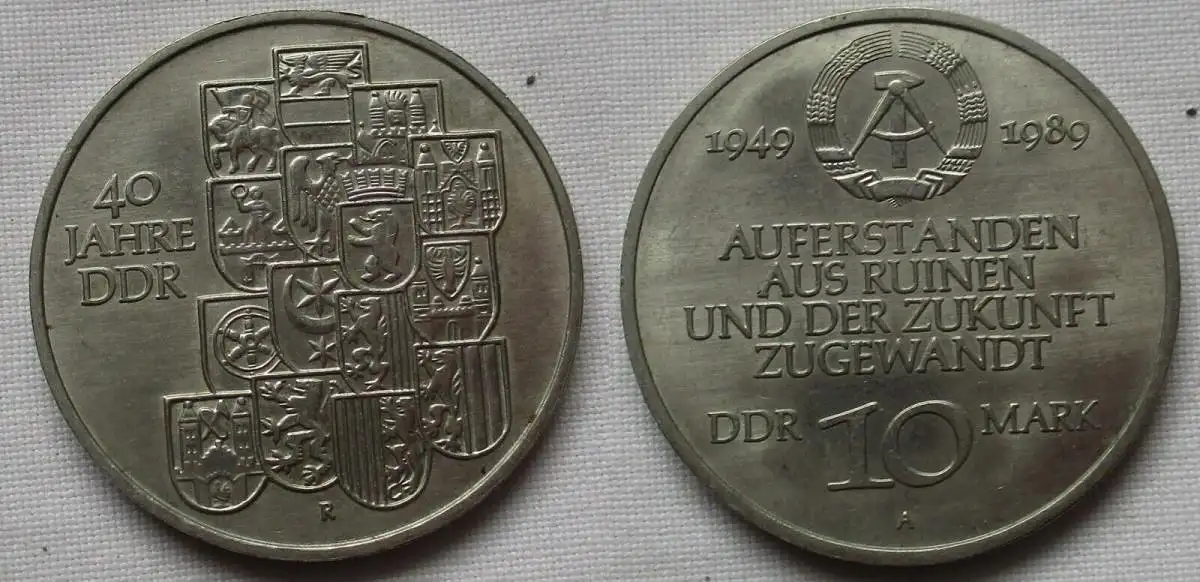 40
JAHRE
DDR
R
1949 1989
AUFERSTANDEN
AUS RUINEN
UND DER ZUKUNFT
ZUGEWANDT
DDR 10 MARK
A